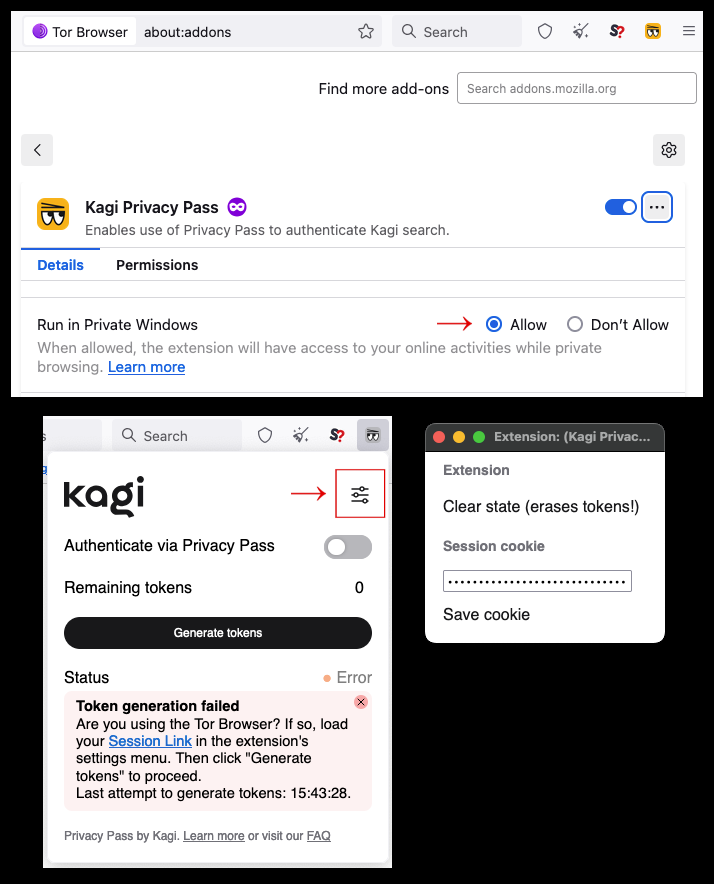 Tor Browser about:addons Search S?
Find more add-ons Search addons.mozilla.org
Kagi Privacy Pass
Enables use of Privacy Pass to authenticate Kagi search.
Details Permissions
Run in Private Windows Allow Don't Allow
When allowed, the extension will have access to your online activities while private
browsing. Learn more
s Search S?
kagi
Authenticate via Privacy Pass
Remaining tokens 0
Generate tokens
Status Error
Token generation failed
Are you using the Tor Browser? If so, load
your Session Link in the extension's
settings menu. Then click "Generate
tokens" to proceed.
Last attempt to generate tokens: 15:43:28.
Privacy Pass by Kagi. Learn more or visit our FAQ
Extension: (Kagi Privac...
Extension
Clear state (erases tokens!)
Session cookie
Save cookie